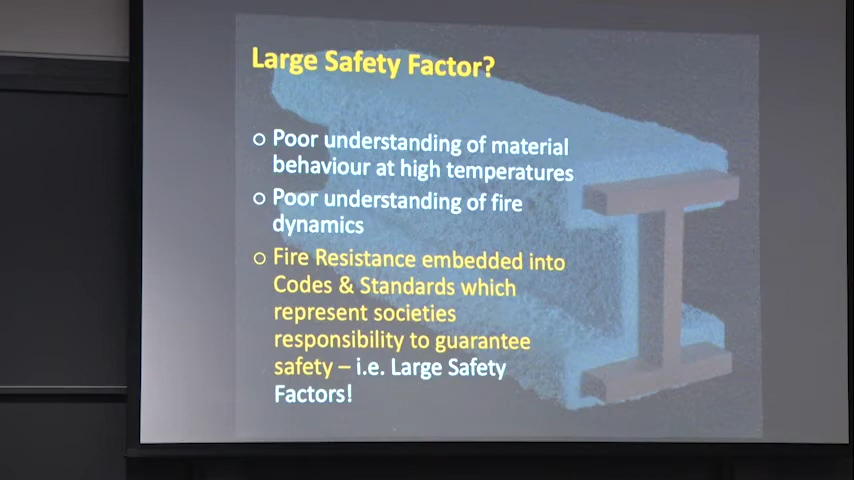 Large Safety Factor?
○ Poor understanding of material
behaviour at high temperatures
○ Poor understanding of fire
dynamics
○ Fire Resistance embedded into
Codes & Standards which
represent societies
responsibility to guarantee
safety – i.e. Large Safety
Factors!